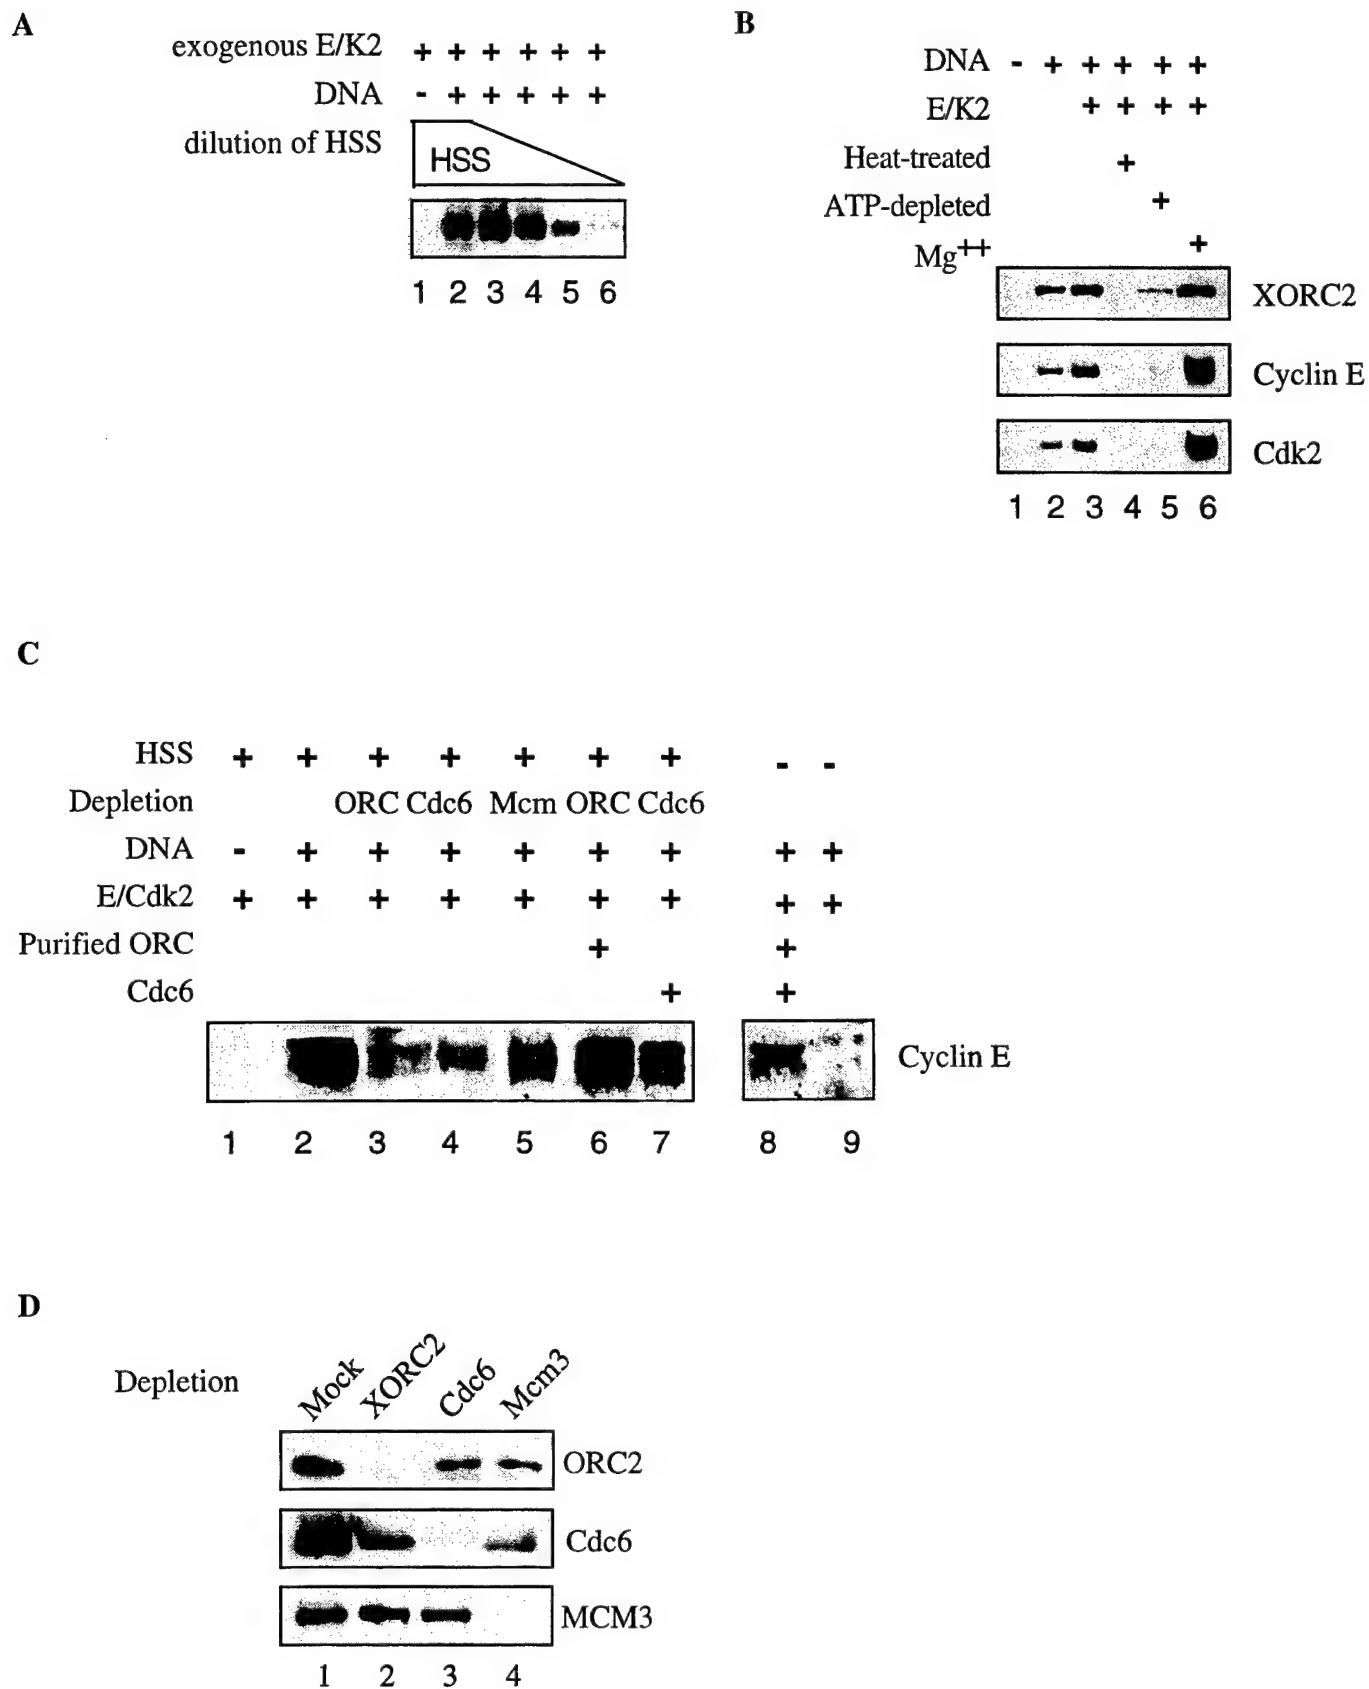 A
exogenous E/K2 + + + + + +
DNA - + + + + +
dilution of HSS
HSS
1 2 3 4 5 6
B
DNA - + + + + +
E/K2 + + + +
Heat-treated +
ATP-depleted +
Mg++ +
XORC2
Cyclin E
Cdk2
1 2 3 4 5 6
C
HSS + + + + + + + - -
Depletion ORC Cdc6 Mcm ORC Cdc6
DNA - + + + + + + + +
E/Cdk2 + + + + + + + + +
Purified ORC + +
Cdc6 + +
Cyclin E
1 2 3 4 5 6 7 8 9
D
Depletion Mock XORC2 Cdc6 Mcm3
ORC2
Cdc6
MCM3
1 2 3 4